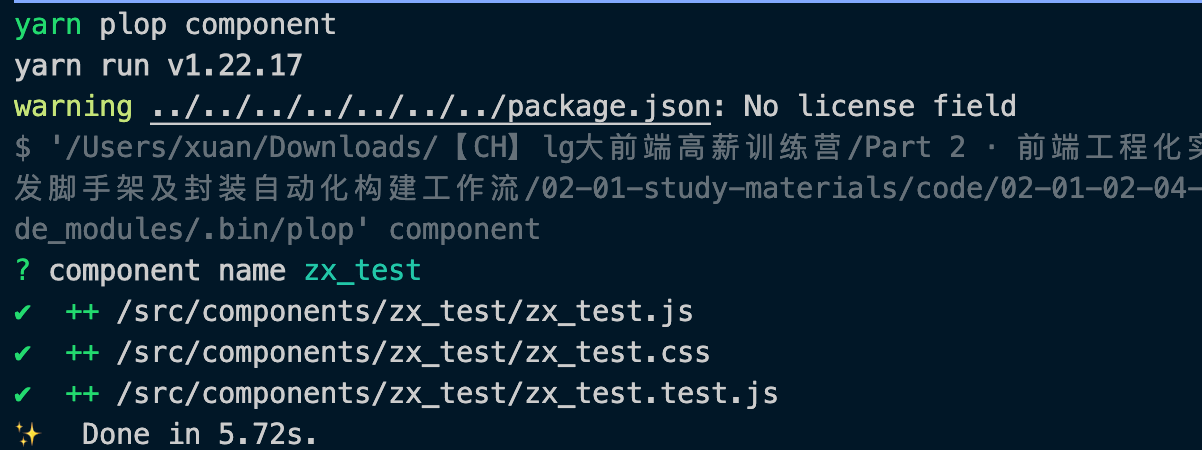 yarn plop component
yarn run v1.22.17
warning ../../../../../../../package.json: No license field
$ '/Users/xuan/Downloads/【CH】lg大前端高薪训练营/Part 2 · 前端工程化实
发脚手架及封装自动化构建工作流/02-01-study-materials/code/02-01-02-04-
de_modules/.bin/plop' component
? component name zx_test
✔ ++ /src/components/zx_test/zx_test.js
✔ ++ /src/components/zx_test/zx_test.css
✔ ++ /src/components/zx_test/zx_test.test.js
✨ Done in 5.72s.